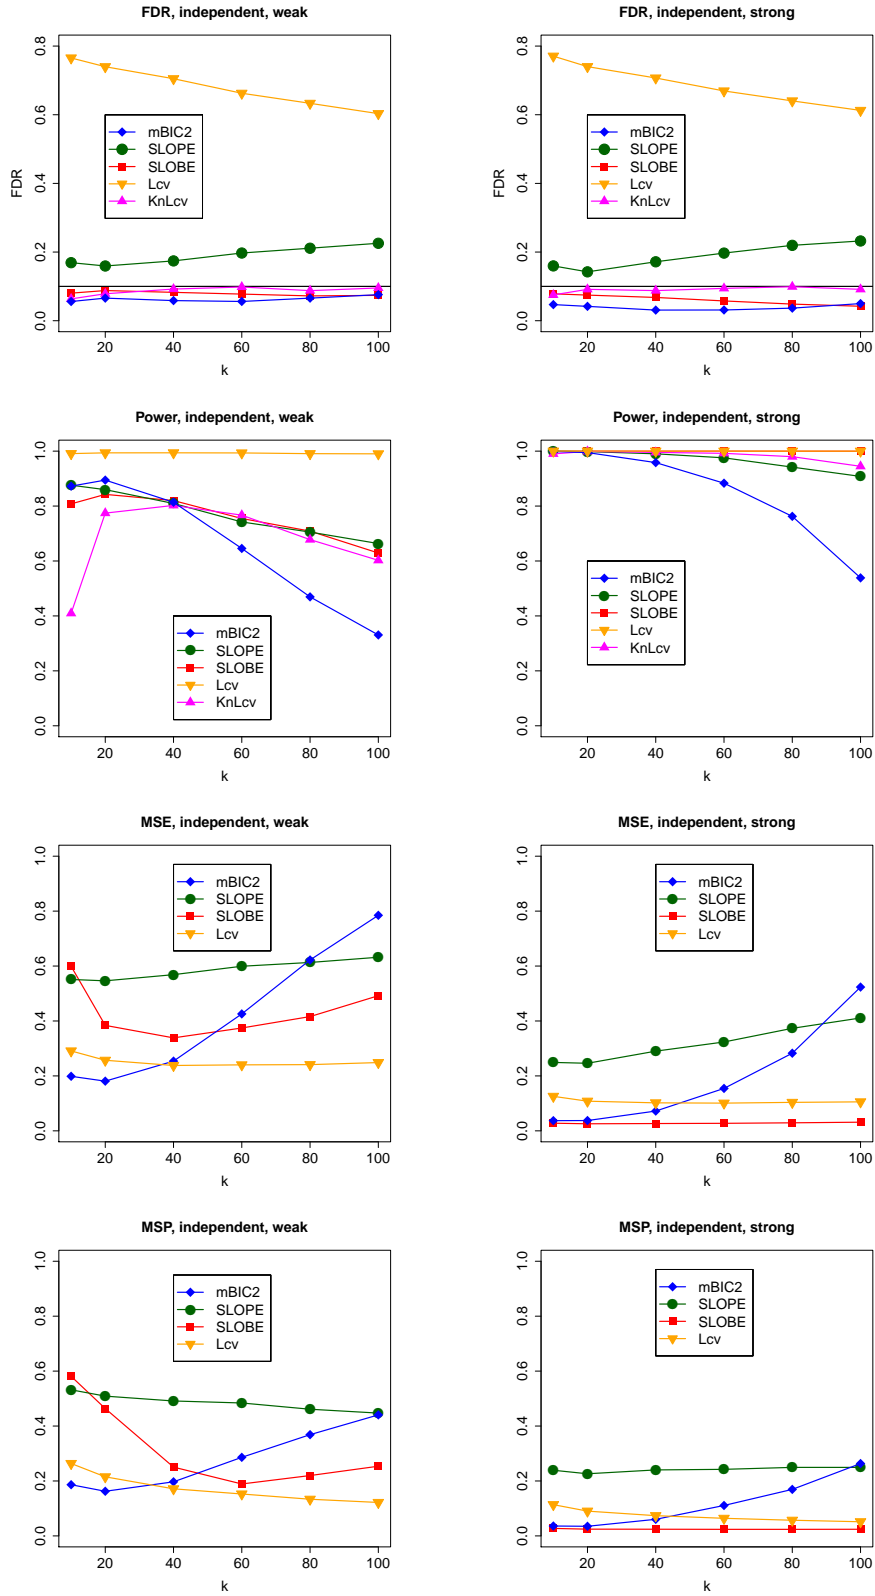 FDR, independent, weak
FDR
0.8
0.6
0.4
0.2
0.0
mBIC2
SLOPE
SLOBE
Lcv
KnLcv
20 40 60 80 100
k
FDR, independent, strong
FDR
0.8
0.6
0.4
0.2
0.0
mBIC2
SLOPE
SLOBE
Lcv
KnLcv
20 40 60 80 100
k
Power, independent, weak
1.0
0.8
0.6
0.4
0.2
0.0
mBIC2
SLOPE
SLOBE
Lcv
KnLcv
20 40 60 80 100
k
Power, independent, strong
1.0
0.8
0.6
0.4
0.2
0.0
mBIC2
SLOPE
SLOBE
Lcv
KnLcv
20 40 60 80 100
k
MSE, independent, weak
1.0
0.8
0.6
0.4
0.2
0.0
mBIC2
SLOPE
SLOBE
Lcv
20 40 60 80 100
k
MSE, independent, strong
1.0
0.8
0.6
0.4
0.2
0.0
mBIC2
SLOPE
SLOBE
Lcv
20 40 60 80 100
k
MSP, independent, weak
1.0
0.8
0.6
0.4
0.2
0.0
mBIC2
SLOPE
SLOBE
Lcv
20 40 60 80 100
k
MSP, independent, strong
1.0
0.8
0.6
0.4
0.2
0.0
mBIC2
SLOPE
SLOBE
Lcv
20 40 60 80 100
k